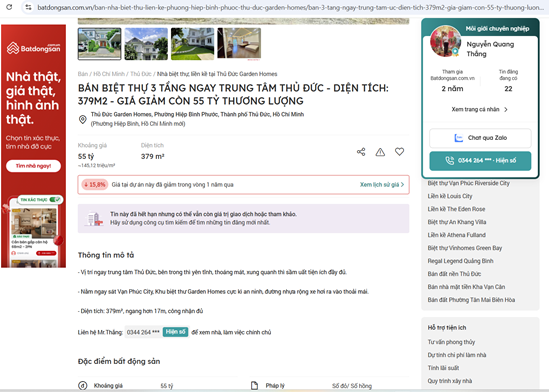 batdongsan.com.vn/ban-nha-biet-thu-lien-ke-phuong-hiep-binh-phuoc-thu-duc-garden-homes/ban-3-tang-ngay-trung-tam-uc-dien-tich-379m2-gia-giam-con-55-ty-thuong-luon...
Batdongsan
Nhà thật,
giá thật,
hình ảnh
thật.
Chọn tin xác thực,
tìm nhà dễ hơn
Tìm nhà ngay!
TIN XÁC THỰC
Bán / Hồ Chí Minh / Thủ Đức / Nhà biệt thự, liền kề tại Thủ Đức Garden Homes
BÁN BIỆT THỰ 3 TẦNG NGAY TRUNG TÂM THỦ ĐỨC - DIỆN TÍCH:
379M2 - GIÁ GIẢM CÒN 55 TỶ THƯƠNG LƯỢNG
Thủ Đức Garden Homes, Phường Hiệp Bình Phước, Thành phố Thủ Đức, Hồ Chí Minh
(Phường Hiệp Bình, Hồ Chí Minh mới)
Khoảng giá
55 tỷ
~145,12 triệu/m²
Diện tích
379 m²
15,8%
Giá tại dự án này đã giảm trong vòng 1 năm qua
Xem lịch sử giá
Tin này đã hết hạn nhưng có thể vẫn còn giá trị giao dịch hoặc tham khảo.
Hãy sử dụng công cụ tìm kiếm để tìm những tin đăng mới nhất.
Thông tin mô tả
- Vị trí ngay trung tâm Thủ Đức, bên trong thì yên tĩnh, thoáng mát, xung quanh thì sầm uất tiện ích đầy đủ.
- Nằm ngay sát Vạn Phúc City, Khu biệt thự Garden Homes cực kì an ninh, đường nhựa rộng xe hơi ra vào thoải mái.
- Diện tích: 379m², ngang hơn 17m, công nhận đủ
Liên hệ Mr.Thắng: 0344 264 *** Hiện số để xem nhà, làm việc chính chủ
Đặc điểm bất động sản
Khoảng giá
55 tỷ
Pháp lý
Sổ đỏ/ Sổ hồng
Môi giới chuyên nghiệp
Nguyễn Quang
Thắng
Tham gia
Batdongsan.com.vn
2 năm
Tin đăng
đang có
22
Xem trang cá nhân
Chat qua Zalo
0344 264 *** · Hiện số
Biệt thự Vạn Phúc Riverside City
Liền kề Louis City
Liền kề The Eden Rose
Biệt thự An Khang Villa
Liền kề Athena Fulland
Biệt thự Vinhomes Green Bay
Regal Legend Quảng Bình
Bán đất nền Thủ Đức
Bán nhà mặt tiền Kha Vạn Cân
Bán đất Phường Tân Mai Biên Hòa
Hỗ trợ tiện ích
Tư vấn phong thủy
Dự tính chi phí làm nhà
Tính lãi suất
Quy trình xây nhà